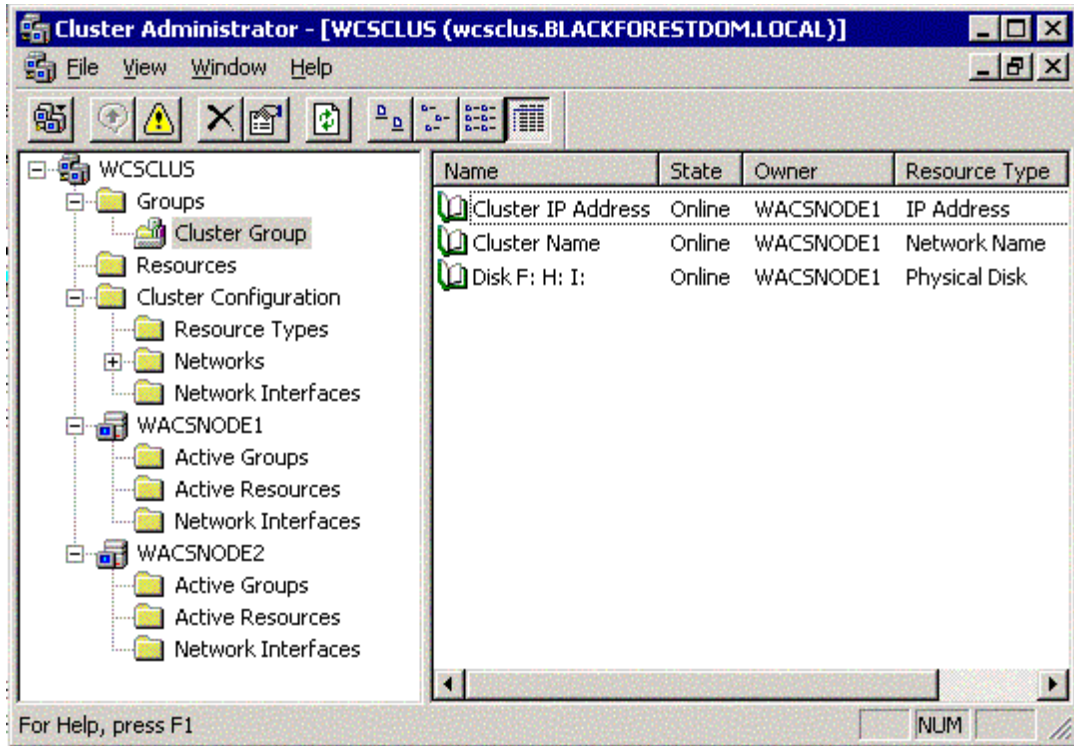 Cluster Administrator - [WCSCLUS (wcsclus.BLACKFORESTDOM.LOCAL)]
File View Window Help
WCSCLUS
Groups
Cluster Group
Resources
Cluster Configuration
Resource Types
Networks
Network Interfaces
WACSNODE1
Active Groups
Active Resources
Network Interfaces
WACSNODE2
Active Groups
Active Resources
Network Interfaces
Name State Owner Resource Type
Cluster IP Address Online WACSNODE1 IP Address
Cluster Name Online WACSNODE1 Network Name
Disk F: H: I: Online WACSNODE1 Physical Disk
For Help, press F1
NUM